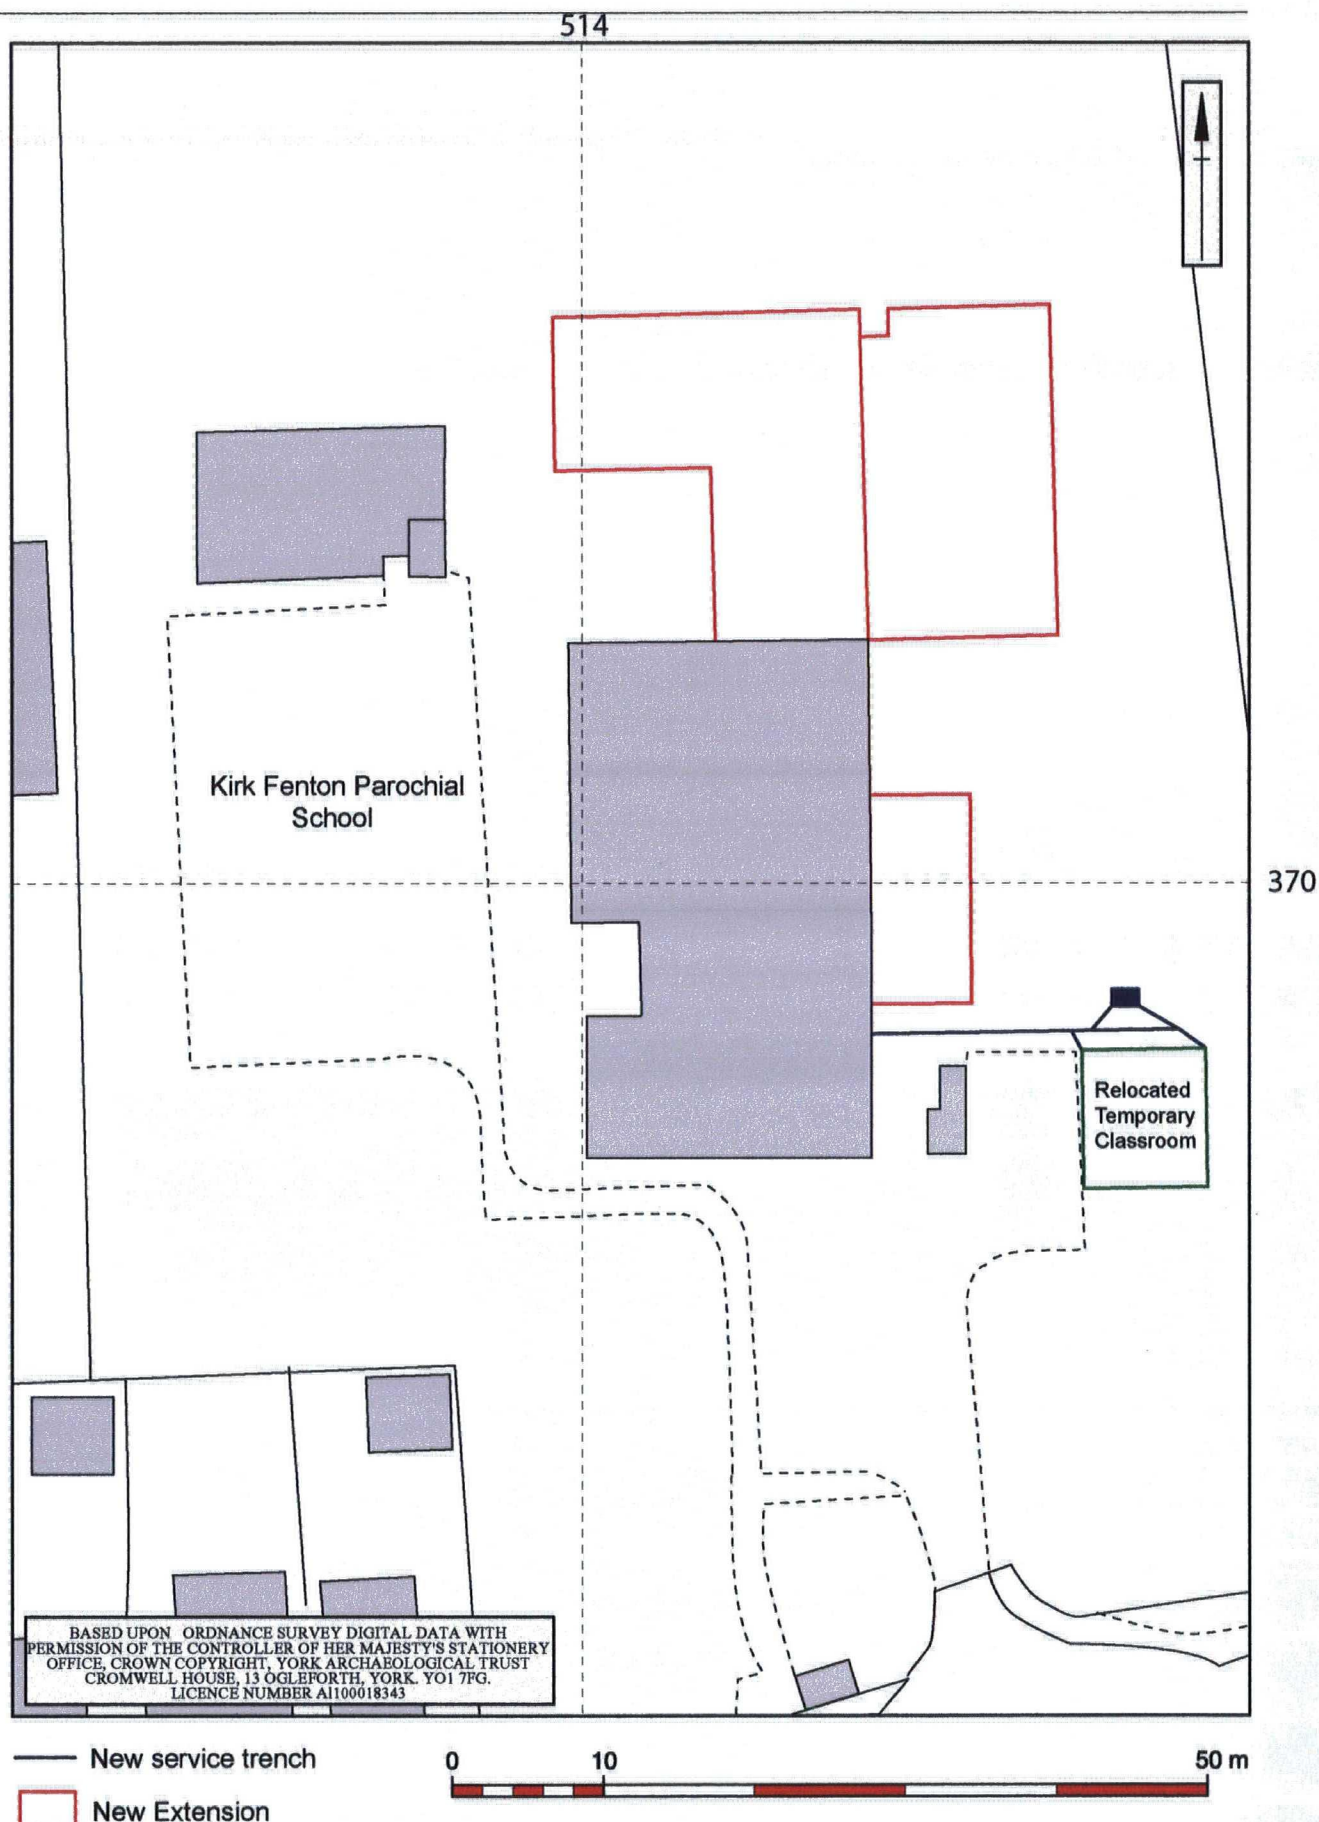 514
Kirk Fenton Parochial
School
370
Relocated
Temporary
Classroom
BASED UPON ORDNANCE SURVEY DIGITAL DATA WITH
PERMISSION OF THE CONTROLLER OF HER MAJESTY'S STATIONERY
OFFICE, CROWN COPYRIGHT, YORK ARCHAEOLOGICAL TRUST
CROMWELL HOUSE, 13 OGLEFORTH, YORK. YO1 7FG.
LICENCE NUMBER Al100018343
New service trench
0 10 50 m
New Extension